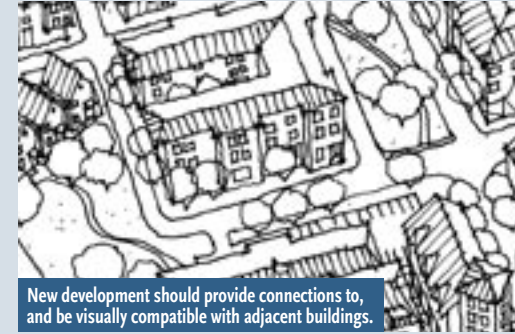 New development should provide connections to,
and be visually compatible with adjacent buildings.